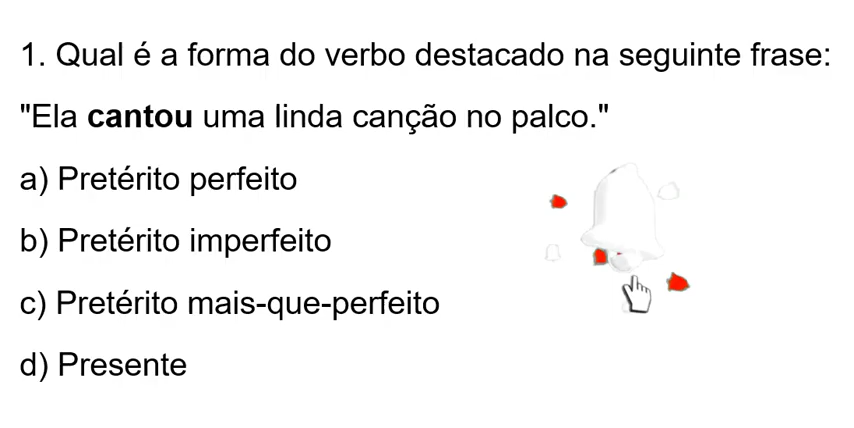 1. Qual é a forma do verbo destacado na seguinte frase:
"Ela cantou uma linda canção no palco."
a) Pretérito perfeito
b) Pretérito imperfeito
c) Pretérito mais-que-perfeito
d) Presente